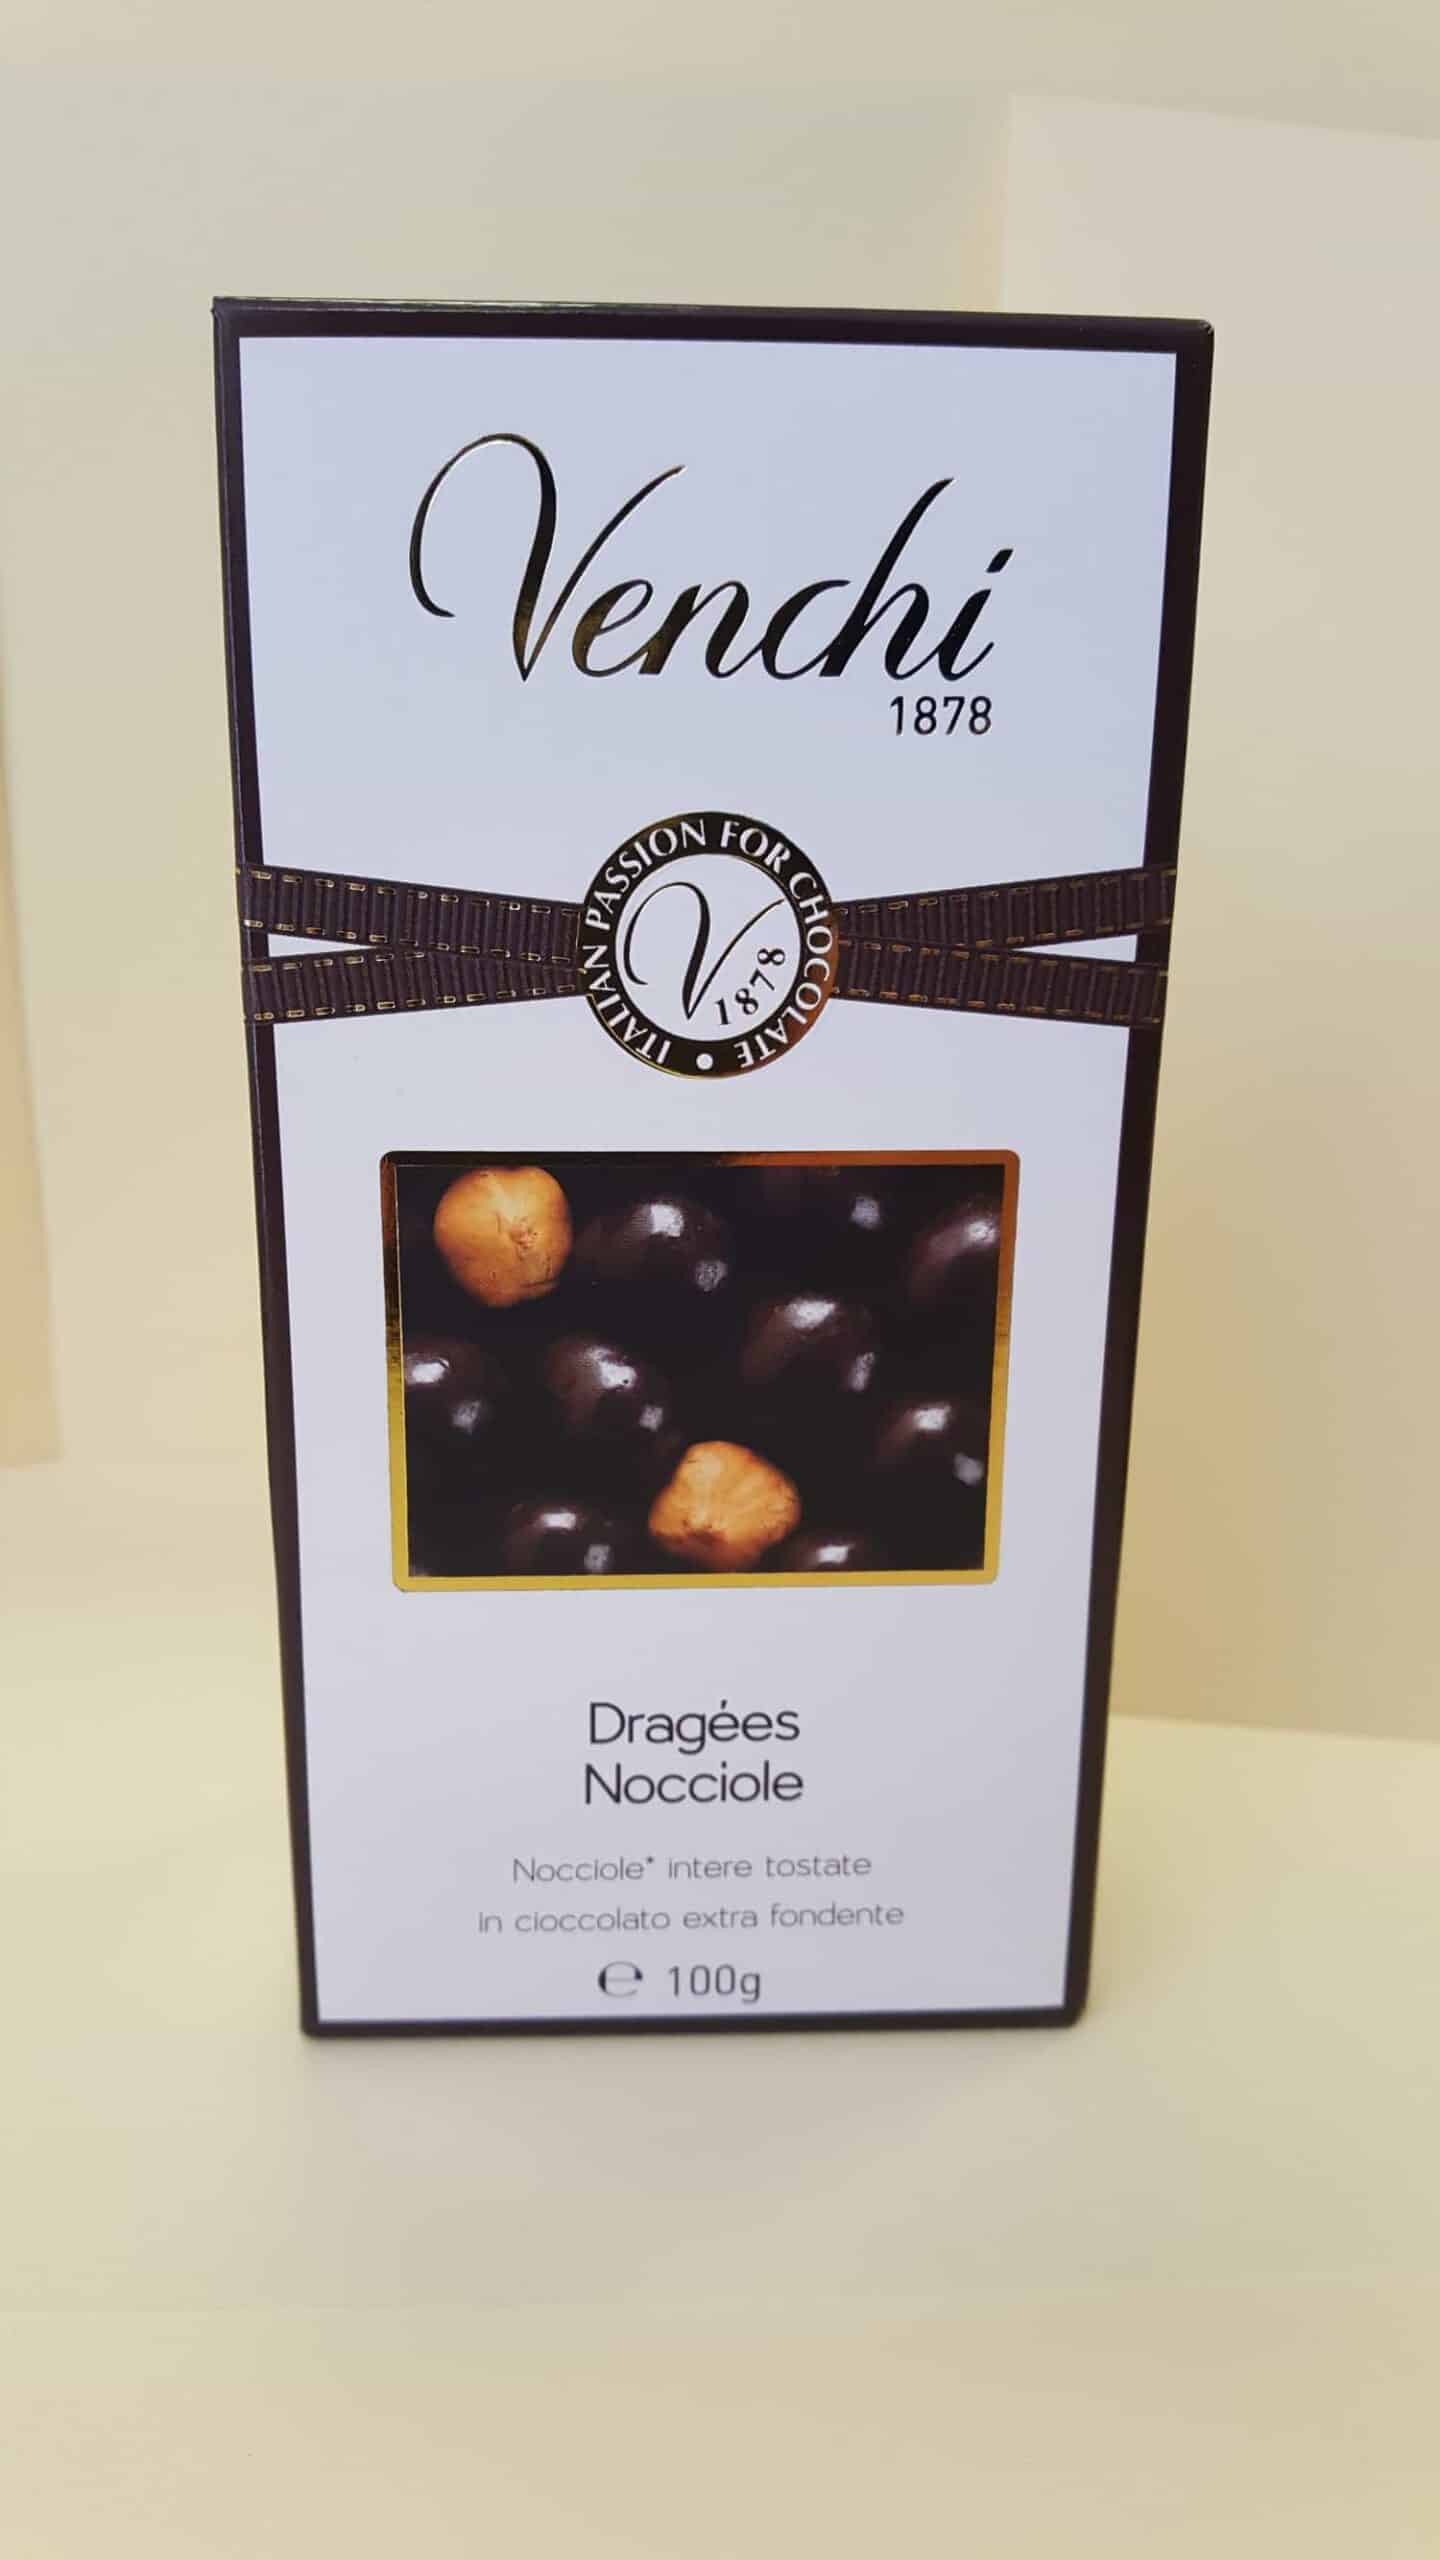 Venchi
1878
ITALIAN PASSION FOR CHOCOLATE •
V
1878
Dragées
Nocciole
Nocciole* intere tostate
in cioccolato extra fondente
℮ 100g